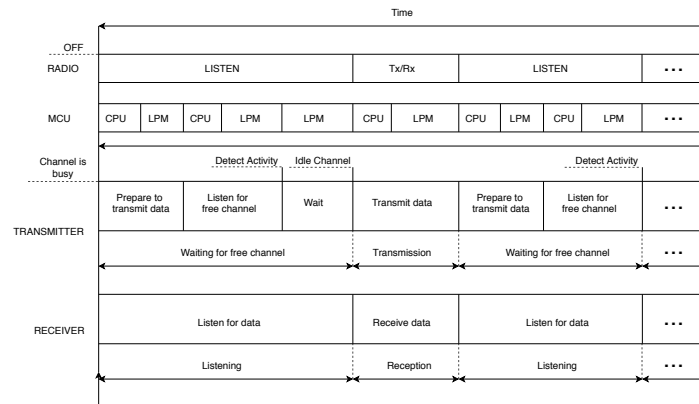 Time
OFF
RADIO LISTEN Tx/Rx LISTEN ...
MCU CPU LPM CPU LPM LPM CPU LPM CPU LPM CPU LPM ...
Channel is
busy
Detect Activity Idle Channel Detect Activity
Prepare to
transmit data
Listen for
free channel
Wait
Transmit data
Prepare to
transmit data
Listen for
free channel
...
TRANSMITTER
Waiting for free channel Transmission Waiting for free channel ...
RECEIVER
Listen for data Receive data Listen for data ...
Listening Reception Listening ...